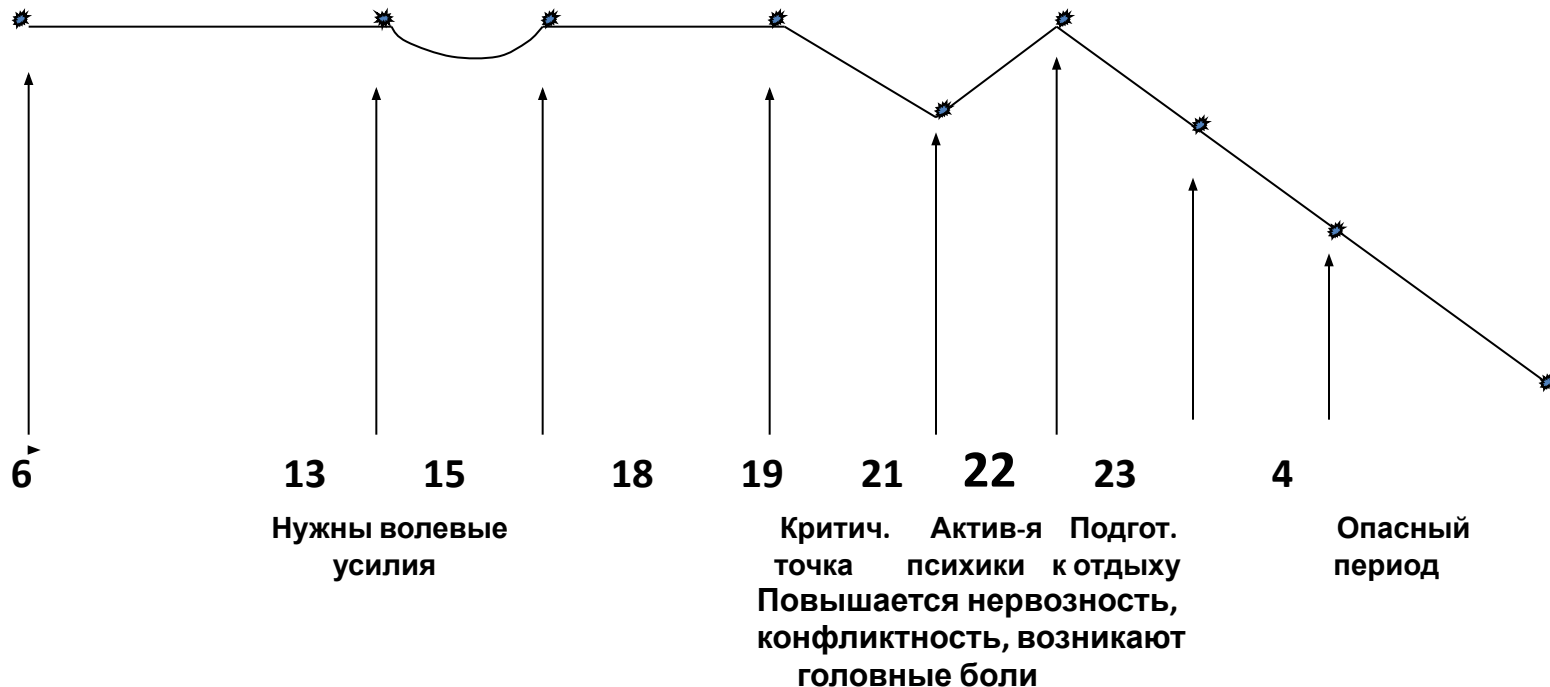 6 13 15 18 19 21 22 23 4
Нужны волевые Критич. Актив-я Подгот. Опасный
усилия точка психики к отдыху период
Повышается нервозность,
конфликтность, возникают
головные боли